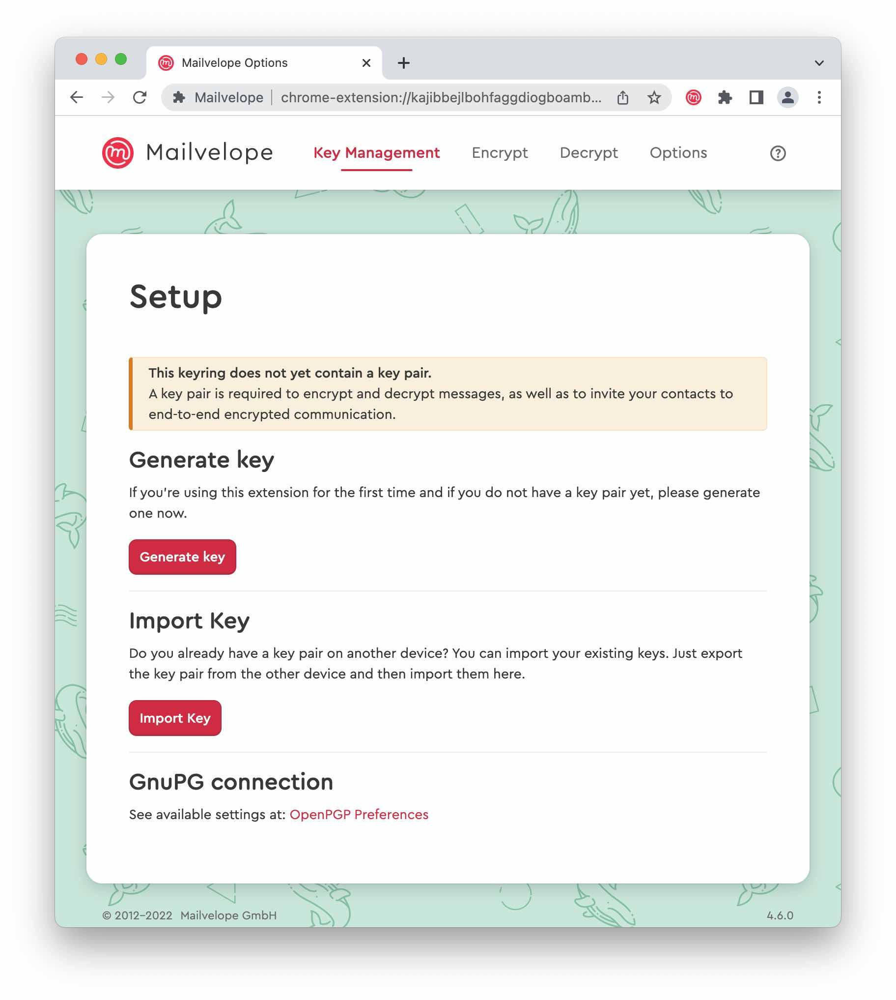 Mailvelope Options
Mailvelope | chrome-extension://kajibbejlbohfaggdiogboamb...
Mailvelope Key Management Encrypt Decrypt Options
Setup
This keyring does not yet contain a key pair.
A key pair is required to encrypt and decrypt messages, as well as to invite your contacts to
end-to-end encrypted communication.
Generate key
If you're using this extension for the first time and if you do not have a key pair yet, please generate
one now.
Generate key
Import Key
Do you already have a key pair on another device? You can import your existing keys. Just export
the key pair from the other device and then import them here.
Import Key
GnuPG connection
See available settings at: OpenPGP Preferences
© 2012–2022 Mailvelope GmbH 4.6.0